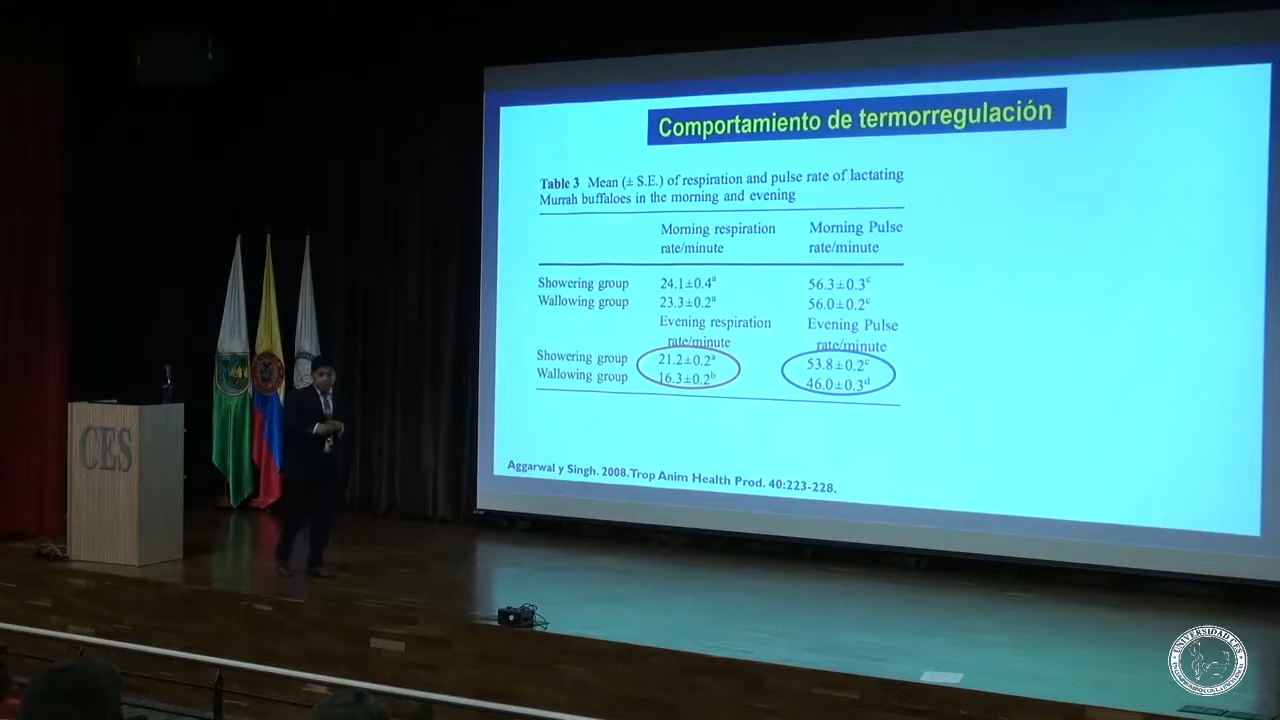 Comportamiento de termorregulación
Table 3 Mean (± S.E.) of respiration and pulse rate of lactating
Murrah buffaloes in the morning and evening
Morning respiration Morning Pulse
rate/minute rate/minute
Showering group 24.1±0.4ᵃ 56.3±0.3ᶜ
Wallowing group 23.3±0.2ᵃ 56.0±0.2ᶜ
Evening respiration Evening Pulse
rate/minute rate/minute
Showering group 21.2±0.2ᵃ 53.8±0.2ᶜ
Wallowing group 16.3±0.2ᵇ 46.0±0.3ᵈ
Aggarwal y Singh. 2008. Trop Anim Health Prod. 40:223-228.
CES
UNIVERSIDAD CES